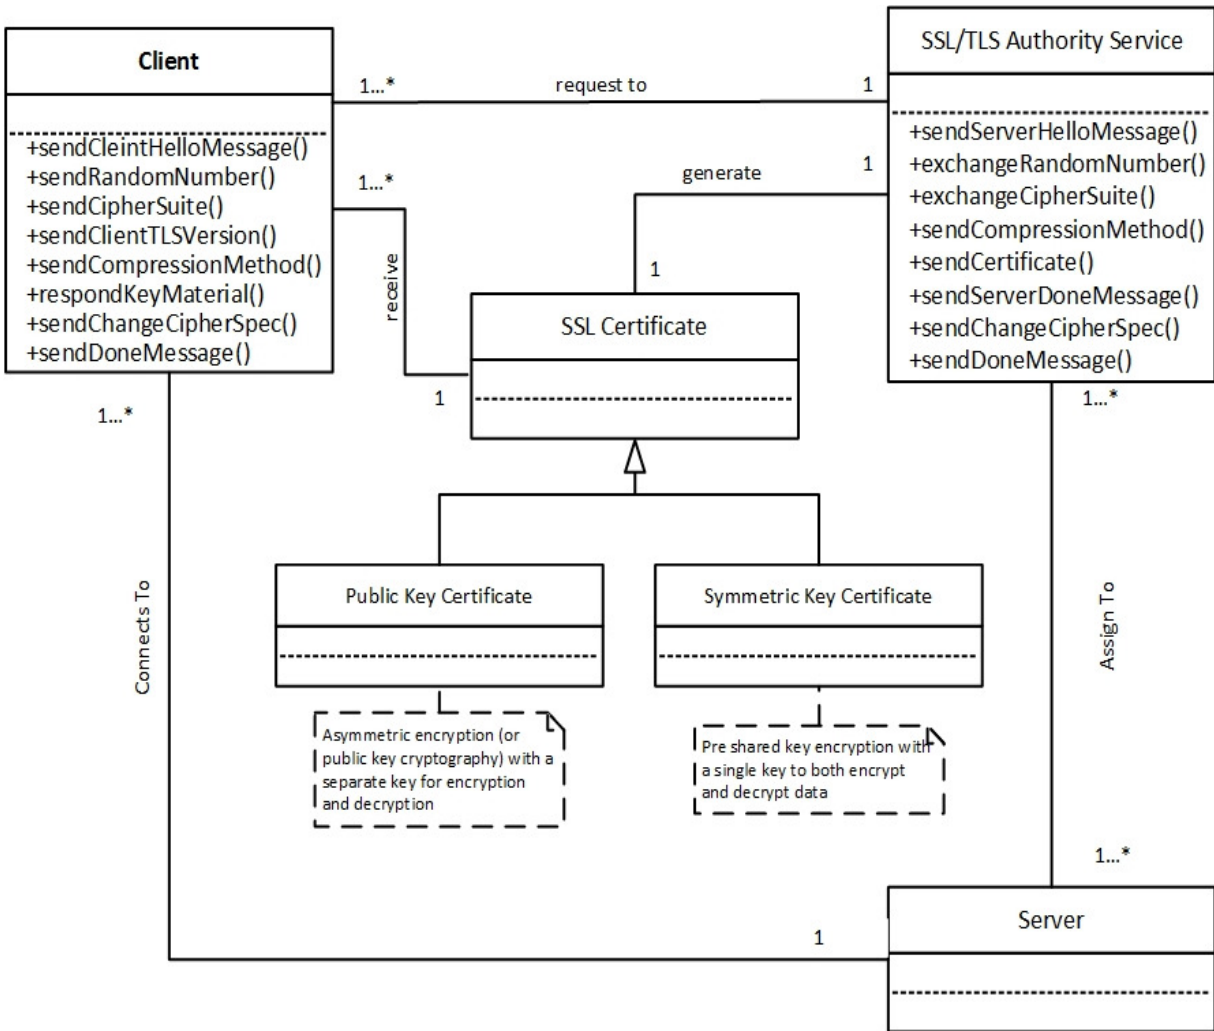 Client
+sendCleintHelloMessage()
+sendRandomNumber()
+sendCipherSuite()
+sendClientTLSVersion()
+sendCompressionMethod()
+respondKeyMaterial()
+sendChangeCipherSpec()
+sendDoneMessage()
1...*
request to
1
SSL/TLS Authority Service
+sendServerHelloMessage()
+exchangeRandomNumber()
+exchangeCipherSuite()
+sendCompressionMethod()
+sendCertificate()
+sendServerDoneMessage()
+sendChangeCipherSpec()
+sendDoneMessage()
1...*
receive
1
generate
1
1
SSL Certificate
Public Key Certificate
Symmetric Key Certificate
Asymmetric encryption (or
public key cryptography) with a
separate key for encryption
and decryption
Pre shared key encryption with
a single key to both encrypt
and decrypt data
1...*
Connects To
1
1...*
Assign To
1...*
Server